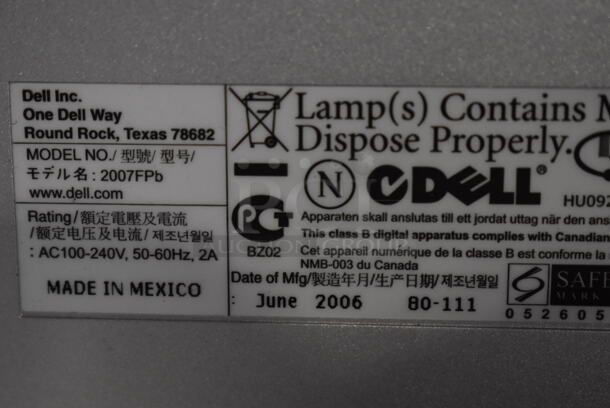 Dell Inc.
One Dell Way
Round Rock, Texas 78682
MODEL NO./ 型號/ 型号/
モデル名 : 2007FPb
www.dell.com
Rating/額定電壓及電流
/额定电压及电流/ 제조년월일
: AC100-240V, 50-60Hz, 2A
MADE IN MEXICO
Lamp(s) Contains
Dispose Properly.
N
DELL
HU092
BZ02
Apparaten skall anslutas till ett jordat uttag när den ans
This class B digital apparatus complies with Canadian
Cet appareil numérique de la classe B est conforme la
NMB-003 du Canada
Date of Mfg/製造年月/生产日期/제조년월일
: June 2006 80-111
SAFE
MARK
052605